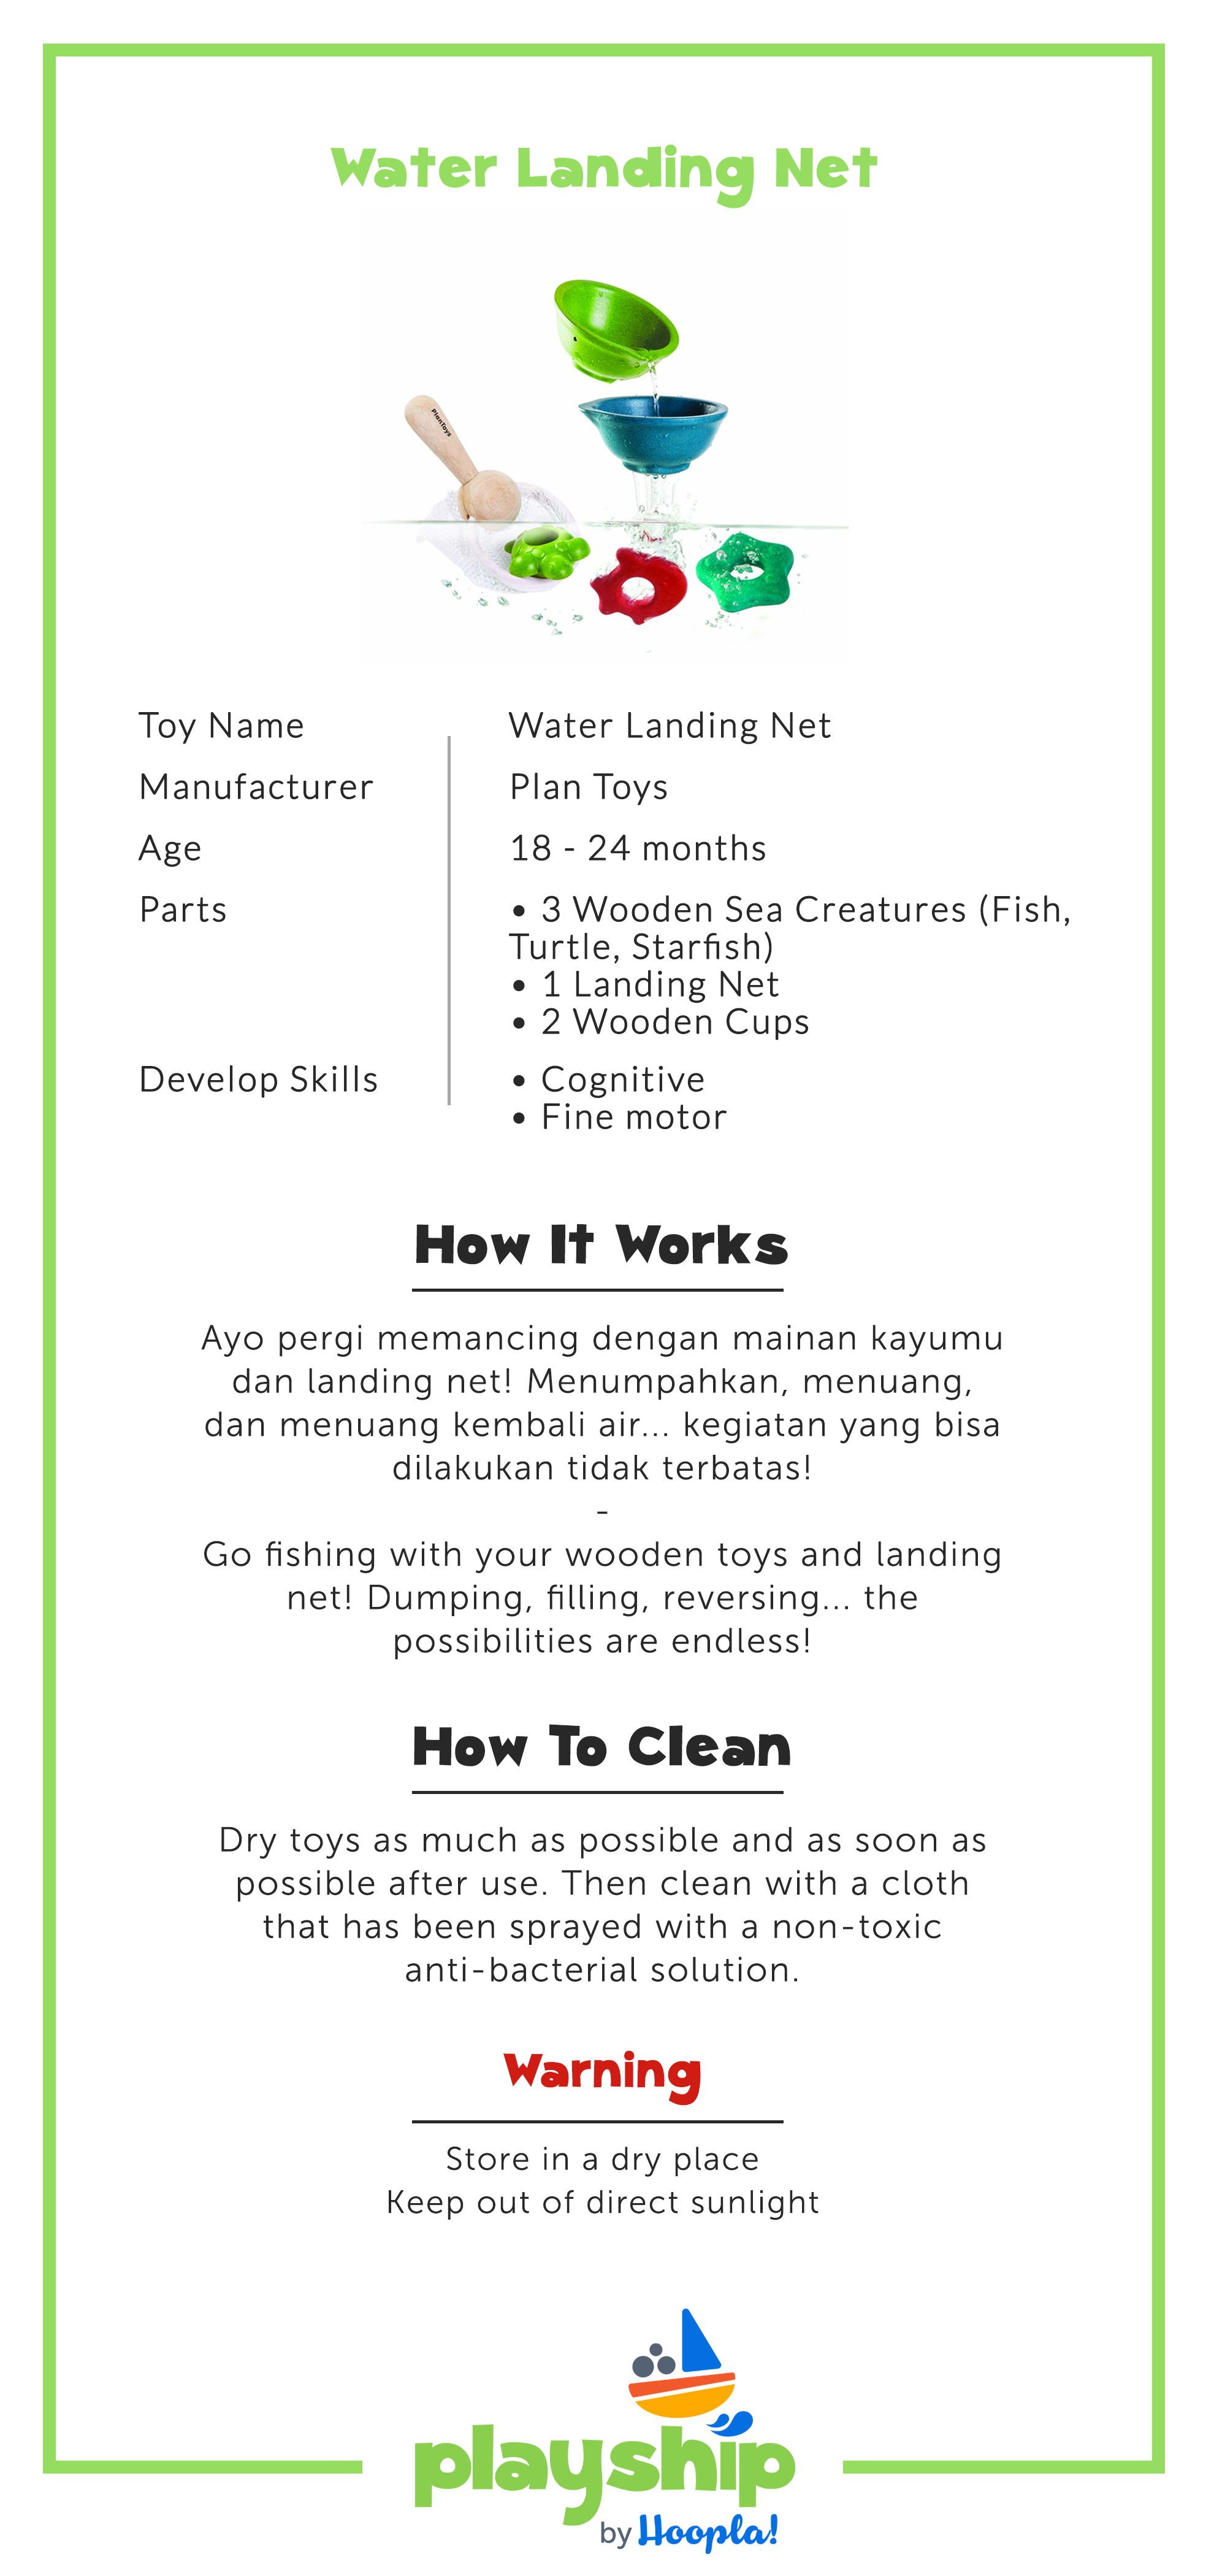 Water Landing Net
PlanToys
Toy Name
Water Landing Net
Manufacturer
Plan Toys
Age
18 - 24 months
Parts
• 3 Wooden Sea Creatures (Fish,
Turtle, Starfish)
• 1 Landing Net
• 2 Wooden Cups
Develop Skills
• Cognitive
• Fine motor
How It Works
Ayo pergi memancing dengan mainan kayumu
dan landing net! Menumpahkan, menuang,
dan menuang kembali air... kegiatan yang bisa
dilakukan tidak terbatas!
-
Go fishing with your wooden toys and landing
net! Dumping, filling, reversing... the
possibilities are endless!
How To Clean
Dry toys as much as possible and as soon as
possible after use. Then clean with a cloth
that has been sprayed with a non-toxic
anti-bacterial solution.
Warning
Store in a dry place
Keep out of direct sunlight
playship
by Hoopla!